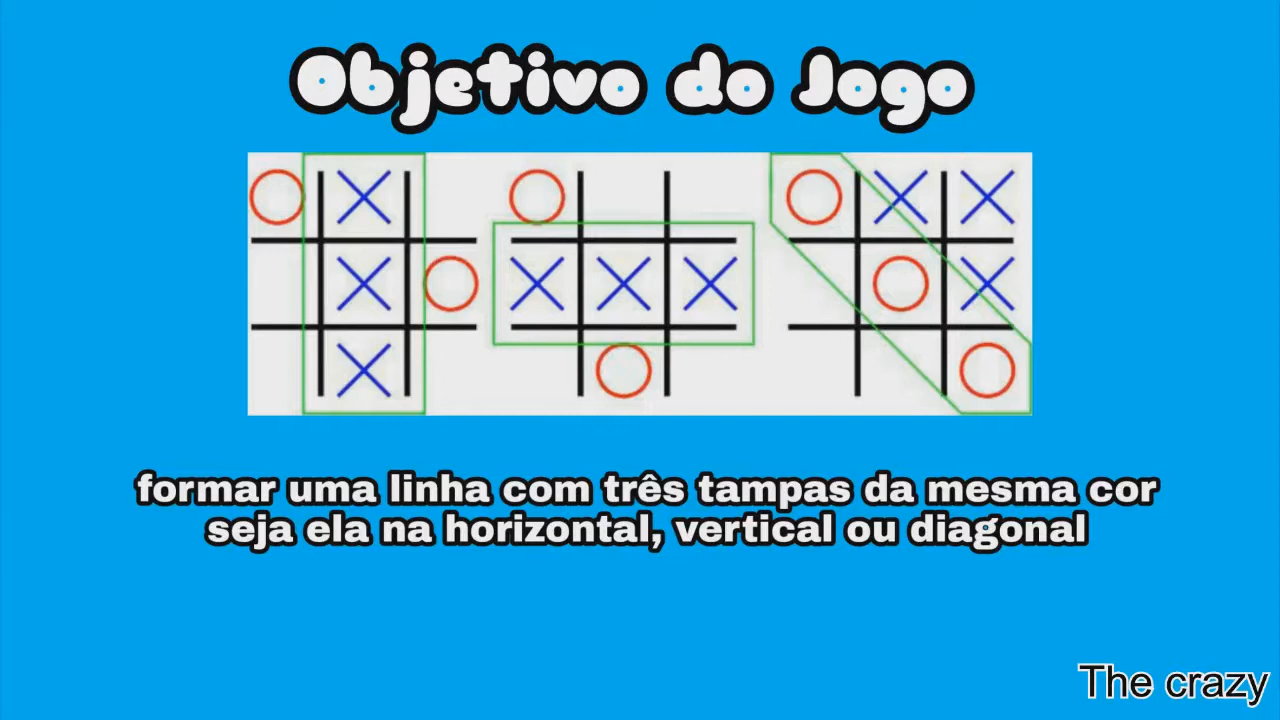 Objetivo do Jogo
formar uma linha com três tampas da mesma cor
seja ela na horizontal, vertical ou diagonal
The crazy